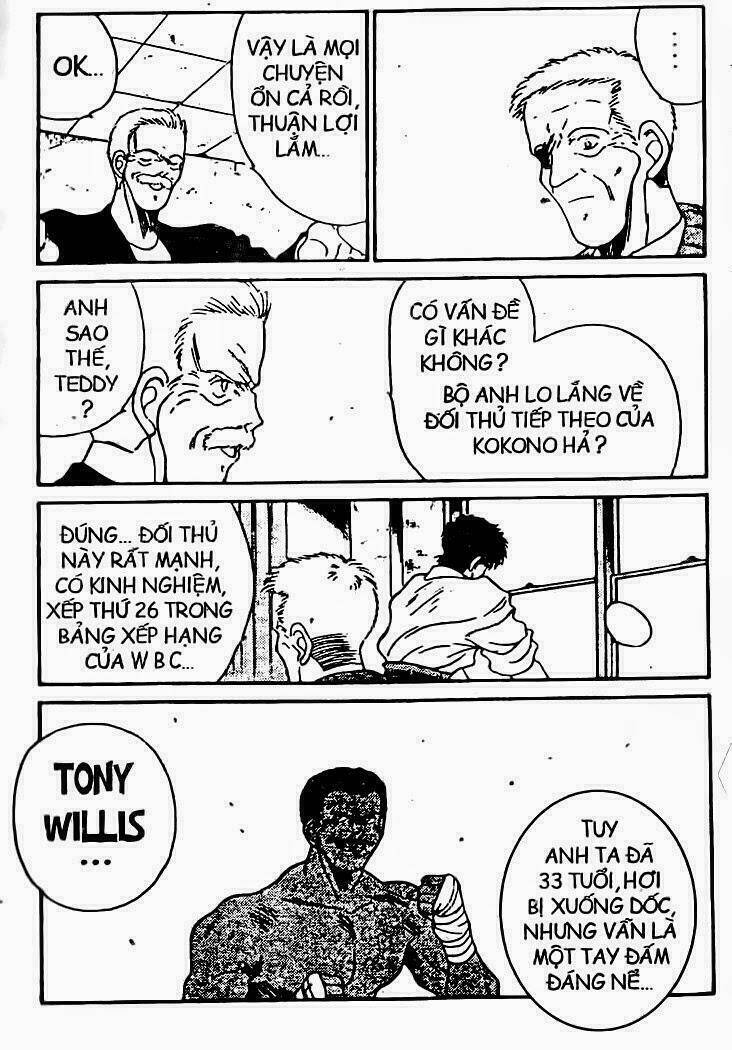 OK...
VẬY LÀ MỌI
CHUYỆN
ỔN CẢ RỒI,
THUẬN LỢI
LẮM...
....
ANH
SAO
THẾ,
TEDDY
?
CÓ VẤN ĐỀ
GÌ KHÁC
KHÔNG?
BỘ ANH LO LẮNG VỀ
ĐỐI THỦ TIẾP THEO CỦA
KOKONO HẢ?
ĐÚNG... ĐỐI THỦ
NÀY RẤT MẠNH,
CÓ KINH NGHIỆM,
XẾP THỨ 26 TRONG
BẢNG XẾP HẠNG
CỦA W B C...
TONY
WILLIS
...
TUY
ANH TA ĐÃ
33 TUỔI, HƠI
BỊ XUỐNG DỐC,
NHƯNG VẪN LÀ
MỘT TAY ĐẤM
ĐÁNG NỂ...